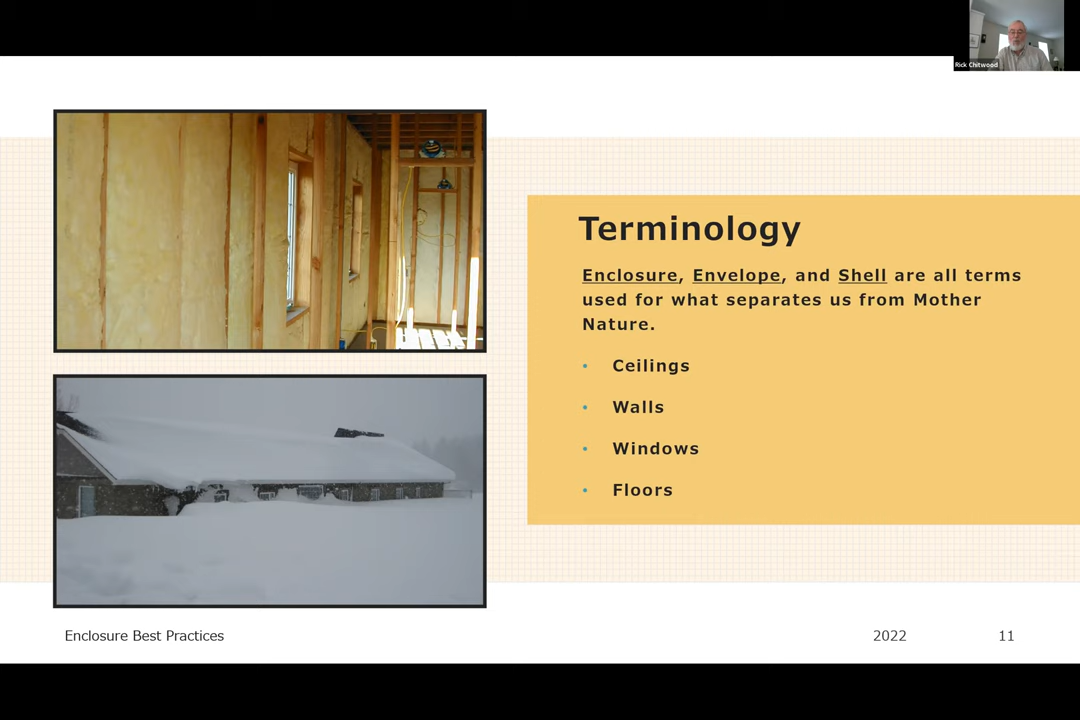 Rick Chitwood
Terminology
Enclosure, Envelope, and Shell are all terms
used for what separates us from Mother
Nature.
• Ceilings
• Walls
• Windows
• Floors
Enclosure Best Practices
2022
11